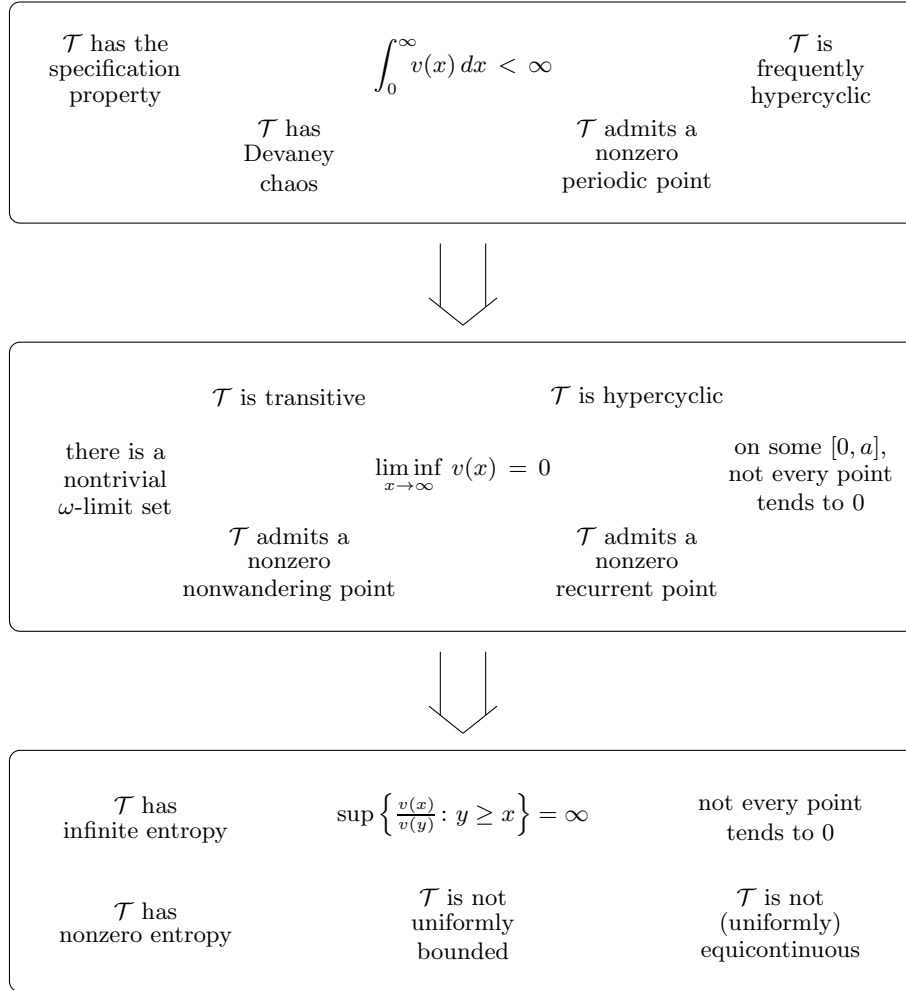 𝒯 has the
specification
property
∫₀^∞ v(x) dx < ∞
𝒯 is
frequently
hypercyclic
𝒯 has
Devaney
chaos
𝒯 admits a
nonzero
periodic point
𝒯 is transitive
𝒯 is hypercyclic
there is a
nontrivial
ω-limit set
lim inf v(x) = 0
x→∞
on some [0, a],
not every point
tends to 0
𝒯 admits a
nonzero
nonwandering point
𝒯 admits a
nonzero
recurrent point
𝒯 has
infinite entropy
sup { v(x)/v(y) : y ≥ x } = ∞
not every point
tends to 0
𝒯 has
nonzero entropy
𝒯 is not
uniformly
bounded
𝒯 is not
(uniformly)
equicontinuous